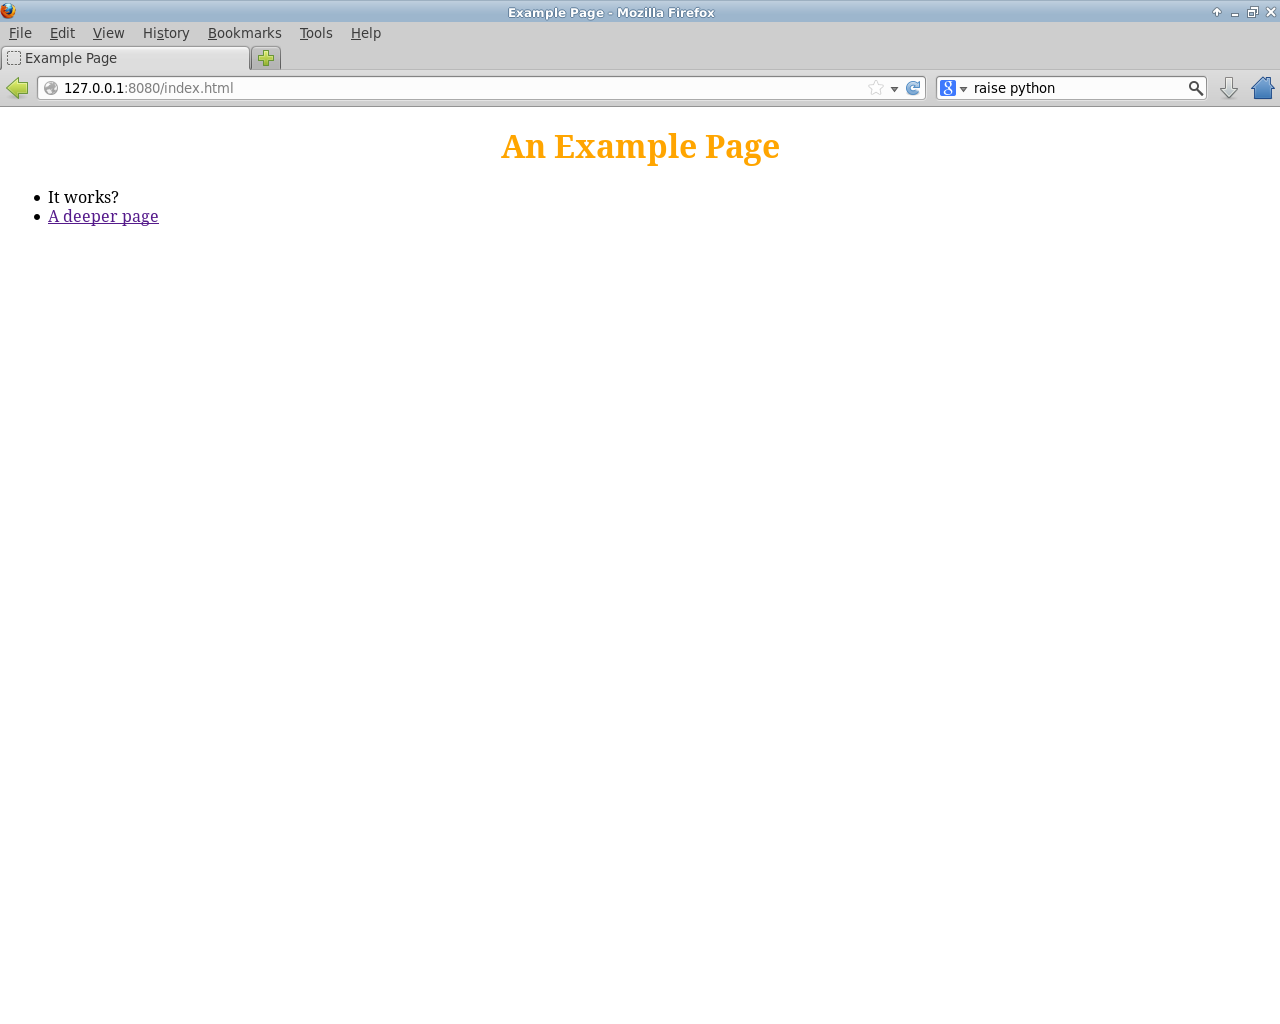 Example Page - Mozilla Firefox
File Edit View History Bookmarks Tools Help
Example Page
127.0.0.1:8080/index.html
8 raise python
An Example Page
It works?
A deeper page